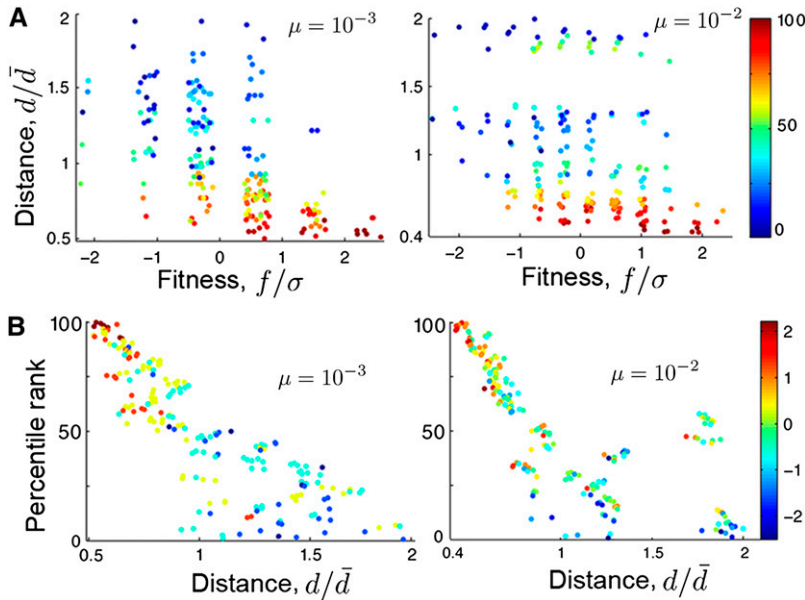 A
μ = 10⁻³
μ = 10⁻²
Distance, d/d̄
2
1.5
1
0.5
-2 -1 0 1 2
Fitness, f/σ
2
1.5
1
0.4
-2 -1 0 1 2
Fitness, f/σ
100
50
0
B
μ = 10⁻³
μ = 10⁻²
Percentile rank
100
50
0
0.5 1 1.5 2
Distance, d/d̄
100
50
0
0.4 1 1.5 2
Distance, d/d̄
2
1
0
-1
-2